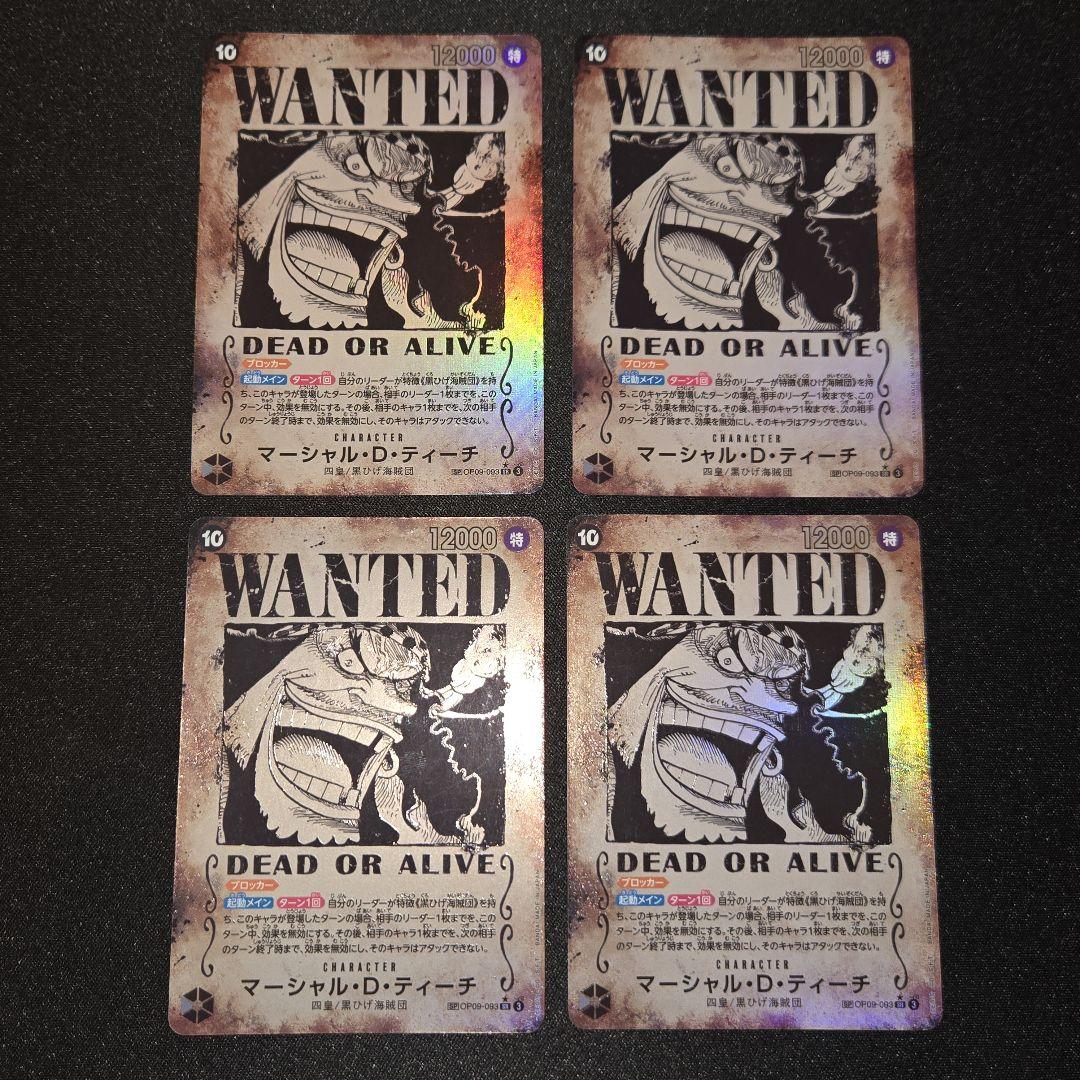 10 12000 特
WANTED
DEAD OR ALIVE
ブロッカー
起動メイン ターン1回 自分のリーダーが特徴《黒ひげ海賊団》を持
ち、このキャラが登場したターンの場合、相手のリーダー1枚までを、この
ターン中、効果を無効にする。その後、相手のキャラ1枚までを、次の相手
のターン終了時まで、効果を無効にし、そのキャラはアタックできない。
CHARACTER
マーシャル・D・ティーチ
四皇/黒ひげ海賊団
SP OP09-093 SR 3
10 12000 特
WANTED
DEAD OR ALIVE
ブロッカー
起動メイン ターン1回 自分のリーダーが特徴《黒ひげ海賊団》を持
ち、このキャラが登場したターンの場合、相手のリーダー1枚までを、この
ターン中、効果を無効にする。その後、相手のキャラ1枚までを、次の相手
のターン終了時まで、効果を無効にし、そのキャラはアタックできない。
CHARACTER
マーシャル・D・ティーチ
四皇/黒ひげ海賊団
SP OP09-093 SR 3
10 12000 特
WANTED
DEAD OR ALIVE
ブロッカー
起動メイン ターン1回 自分のリーダーが特徴《黒ひげ海賊団》を持
ち、このキャラが登場したターンの場合、相手のリーダー1枚までを、この
ターン中、効果を無効にする。その後、相手のキャラ1枚までを、次の相手
のターン終了時まで、効果を無効にし、そのキャラはアタックできない。
CHARACTER
マーシャル・D・ティーチ
四皇/黒ひげ海賊団
SP OP09-093 SR 3
10 12000 特
WANTED
DEAD OR ALIVE
ブロッカー
起動メイン ターン1回 自分のリーダーが特徴《黒ひげ海賊団》を持
ち、このキャラが登場したターンの場合、相手のリーダー1枚までを、この
ターン中、効果を無効にする。その後、相手のキャラ1枚までを、次の相手
のターン終了時まで、効果を無効にし、そのキャラはアタックできない。
CHARACTER
マーシャル・D・ティーチ
四皇/黒ひげ海賊団
SP OP09-093 SR 3